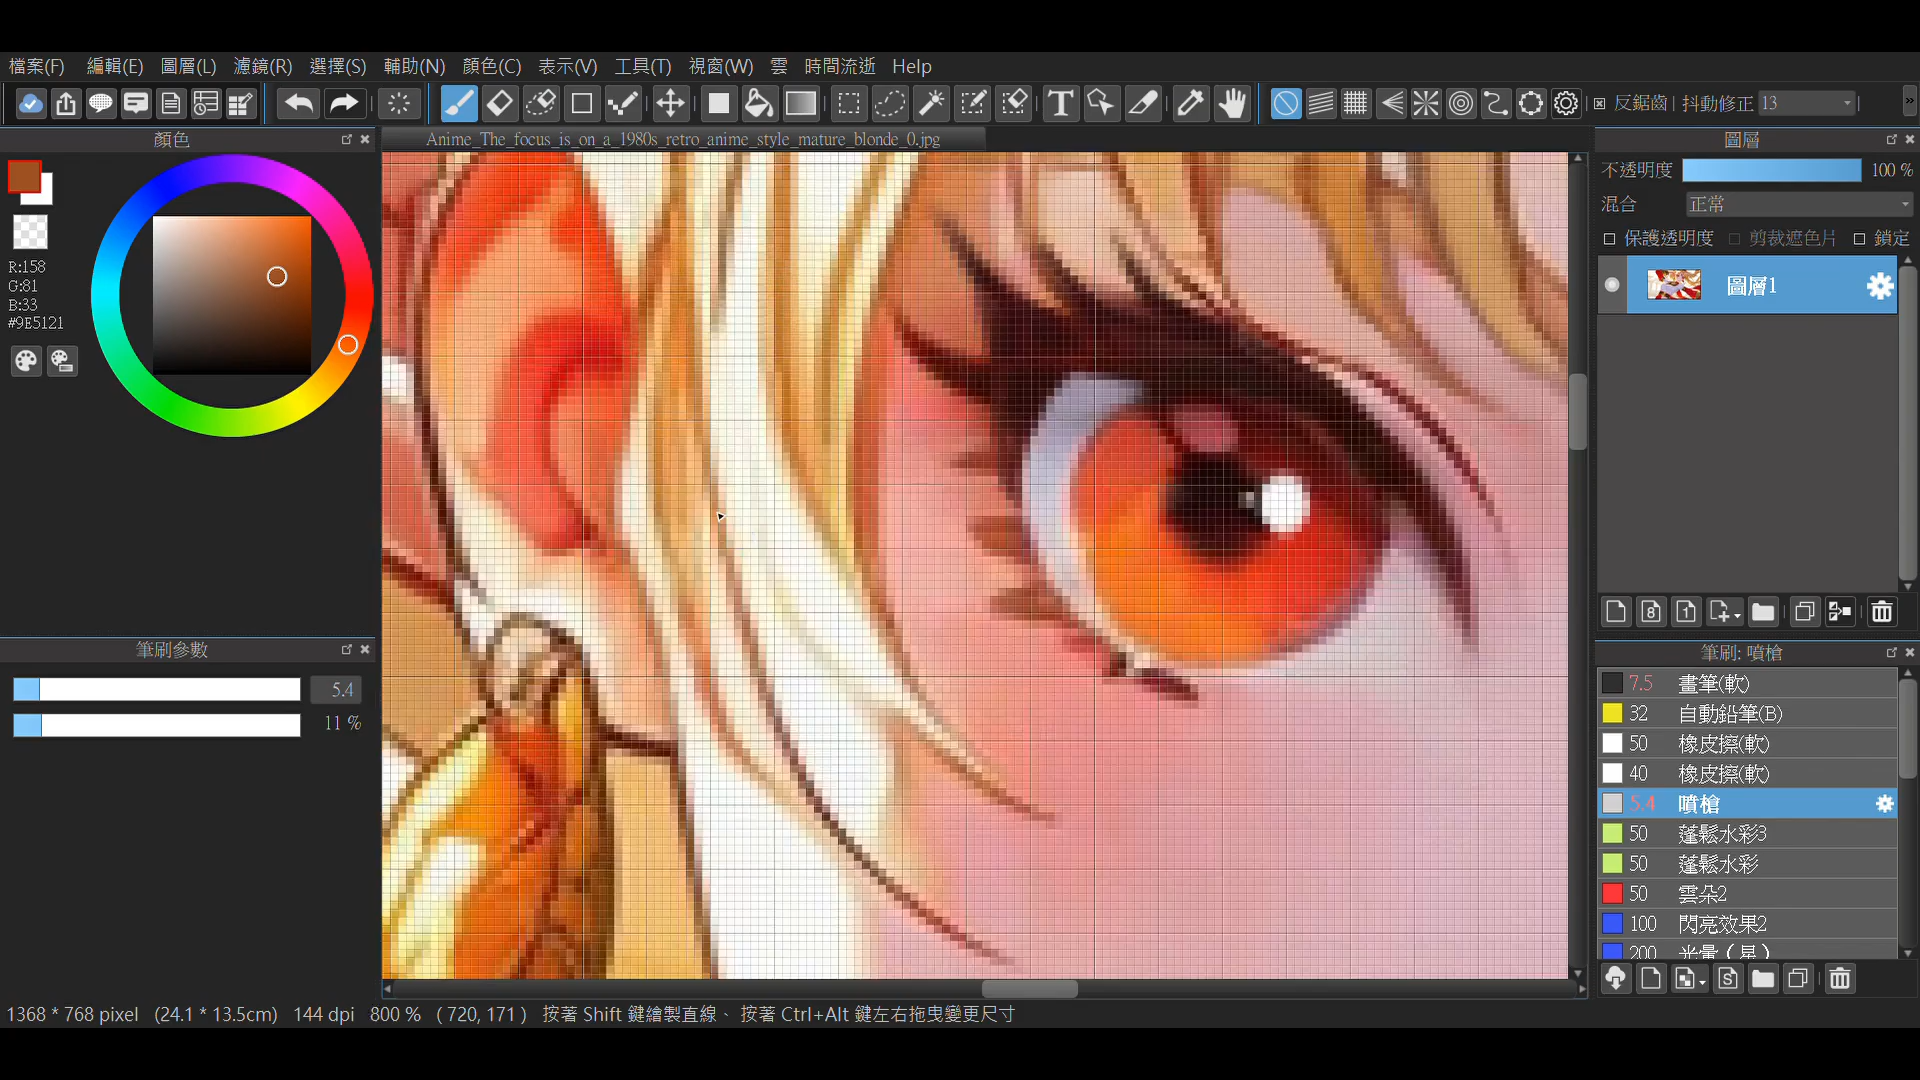 檔案(F) 編輯(E) 圖層(L) 濾鏡(R) 選擇(S) 輔助(N) 顏色(C) 表示(V) 工具(T) 視窗(W) 雲 時間流逝 Help
反鋸齒 抖動修正 13
顏色
Anime_The_focus_is_on_a_1980s_retro_anime_style_mature_blonde_0.jpg
R:158
G:81
B:33
#9E5121
筆刷參數
5.4
11 %
圖層
不透明度 100 %
混合 正常
保護透明度 剪裁遮色片 鎖定
圖層1
8 1
筆刷: 噴槍
7.5 畫筆(軟)
32 自動鉛筆(B)
50 橡皮擦(軟)
40 橡皮擦(軟)
5.4 噴槍
50 蓬鬆水彩3
50 蓬鬆水彩
50 雲朵2
100 閃亮效果2
200 光暈（星）
1368 * 768 pixel (24.1 * 13.5cm) 144 dpi 800 % ( 720, 171 ) 按著 Shift 鍵繪製直線、 按著 Ctrl+Alt 鍵左右拖曳變更尺寸